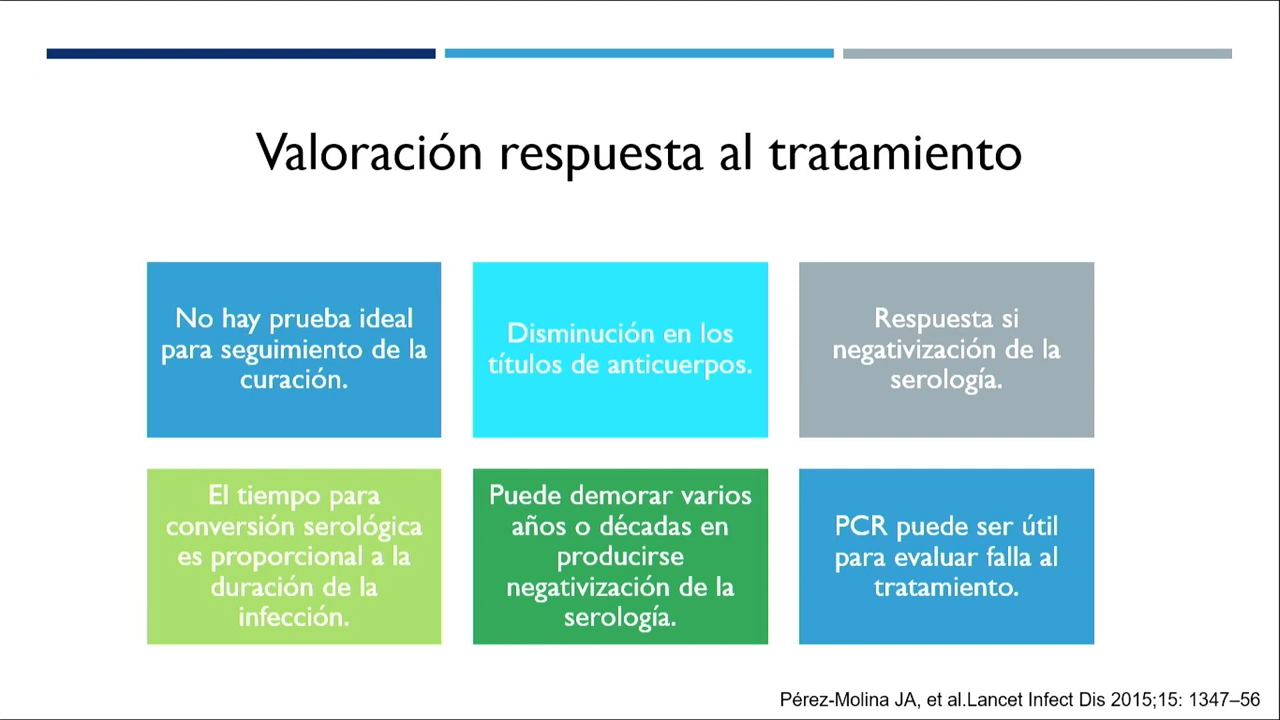 Valoración respuesta al tratamiento
No hay prueba ideal
para seguimiento de la
curación.
Disminución en los
títulos de anticuerpos.
Respuesta si
negativización de la
serología.
El tiempo para
conversión serológica
es proporcional a la
duración de la
infección.
Puede demorar varios
años o décadas en
producirse
negativización de la
serología.
PCR puede ser útil
para evaluar falla al
tratamiento.
Pérez-Molina JA, et al.Lancet Infect Dis 2015;15: 1347–56